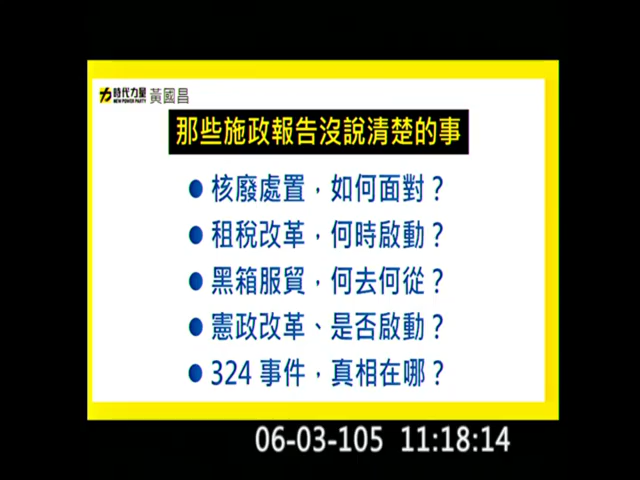 時代力量 黃國昌
NEW POWER PARTY
那些施政報告沒說清楚的事
● 核廢處置，如何面對？
● 租稅改革，何時啟動？
● 黑箱服貿，何去何從？
● 憲政改革、是否啟動？
● 324 事件，真相在哪？
06-03-105 11:18:14